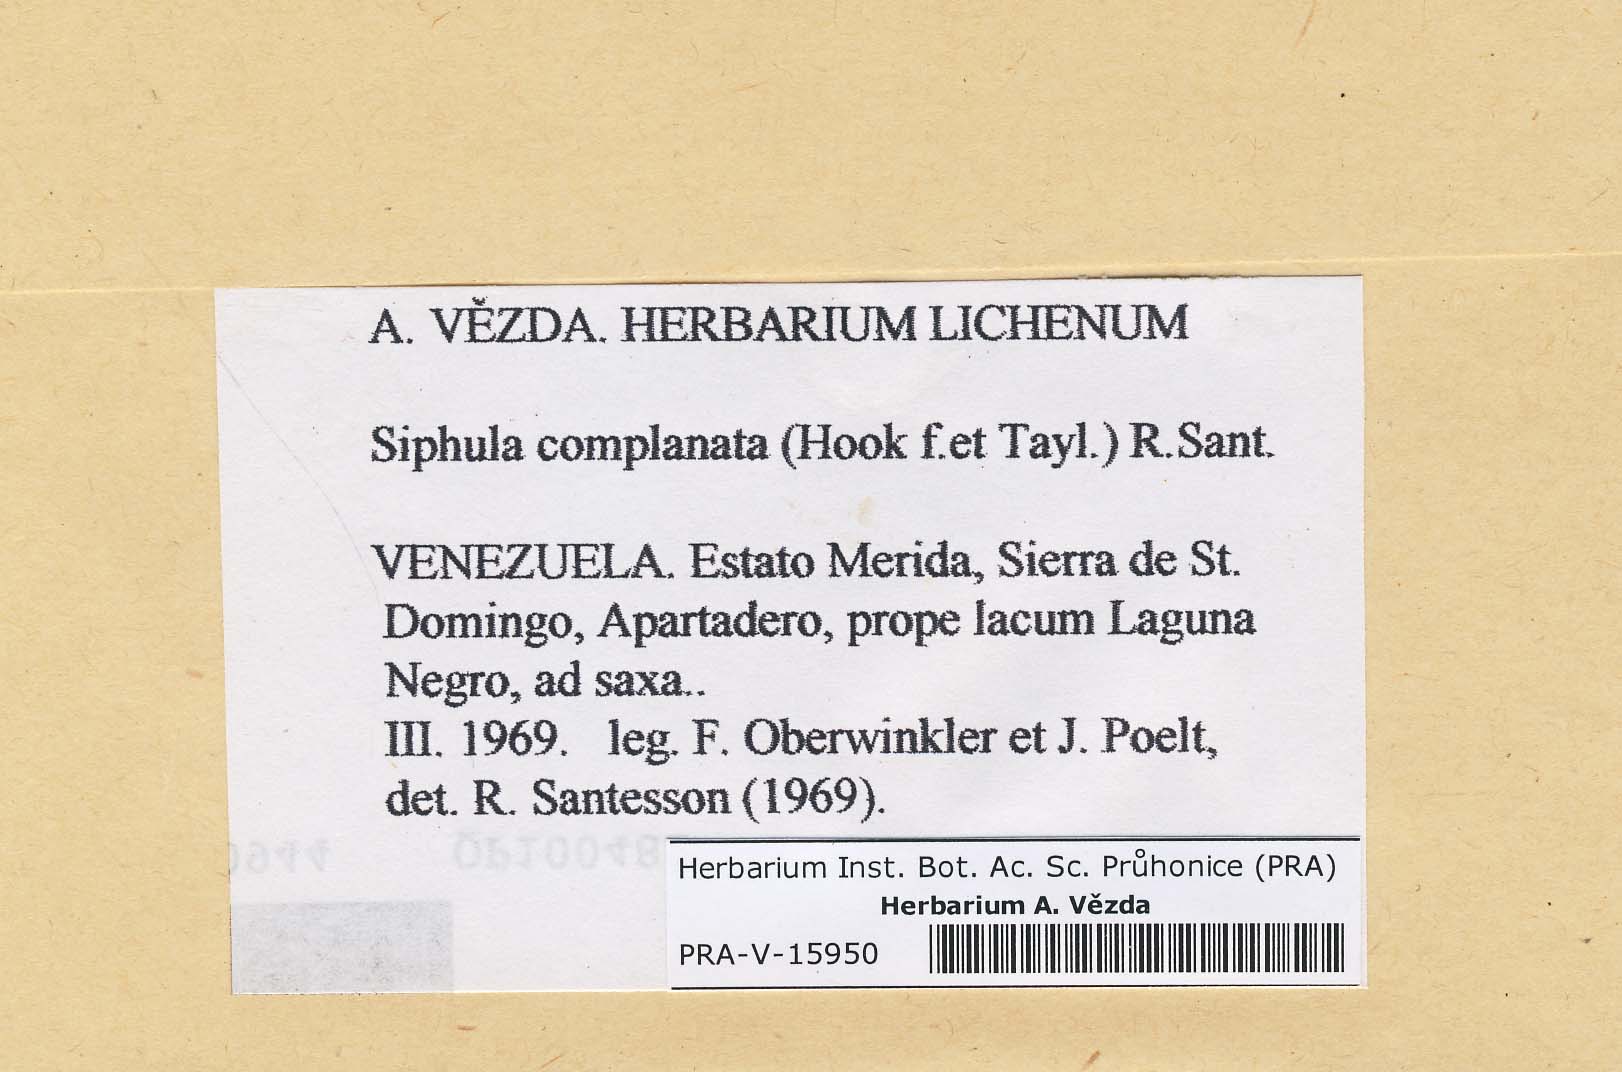 A. VĚZDA. HERBARIUM LICHENUM
Siphula complanata (Hook f.et Tayl.) R.Sant.
VENEZUELA. Estato Merida, Sierra de St.
Domingo, Apartadero, prope lacum Laguna
Negro, ad saxa..
III. 1969. leg. F. Oberwinkler et J. Poelt,
det. R. Santesson (1969).
Herbarium Inst. Bot. Ac. Sc. Průhonice (PRA)
Herbarium A. Vězda
PRA-V-15950